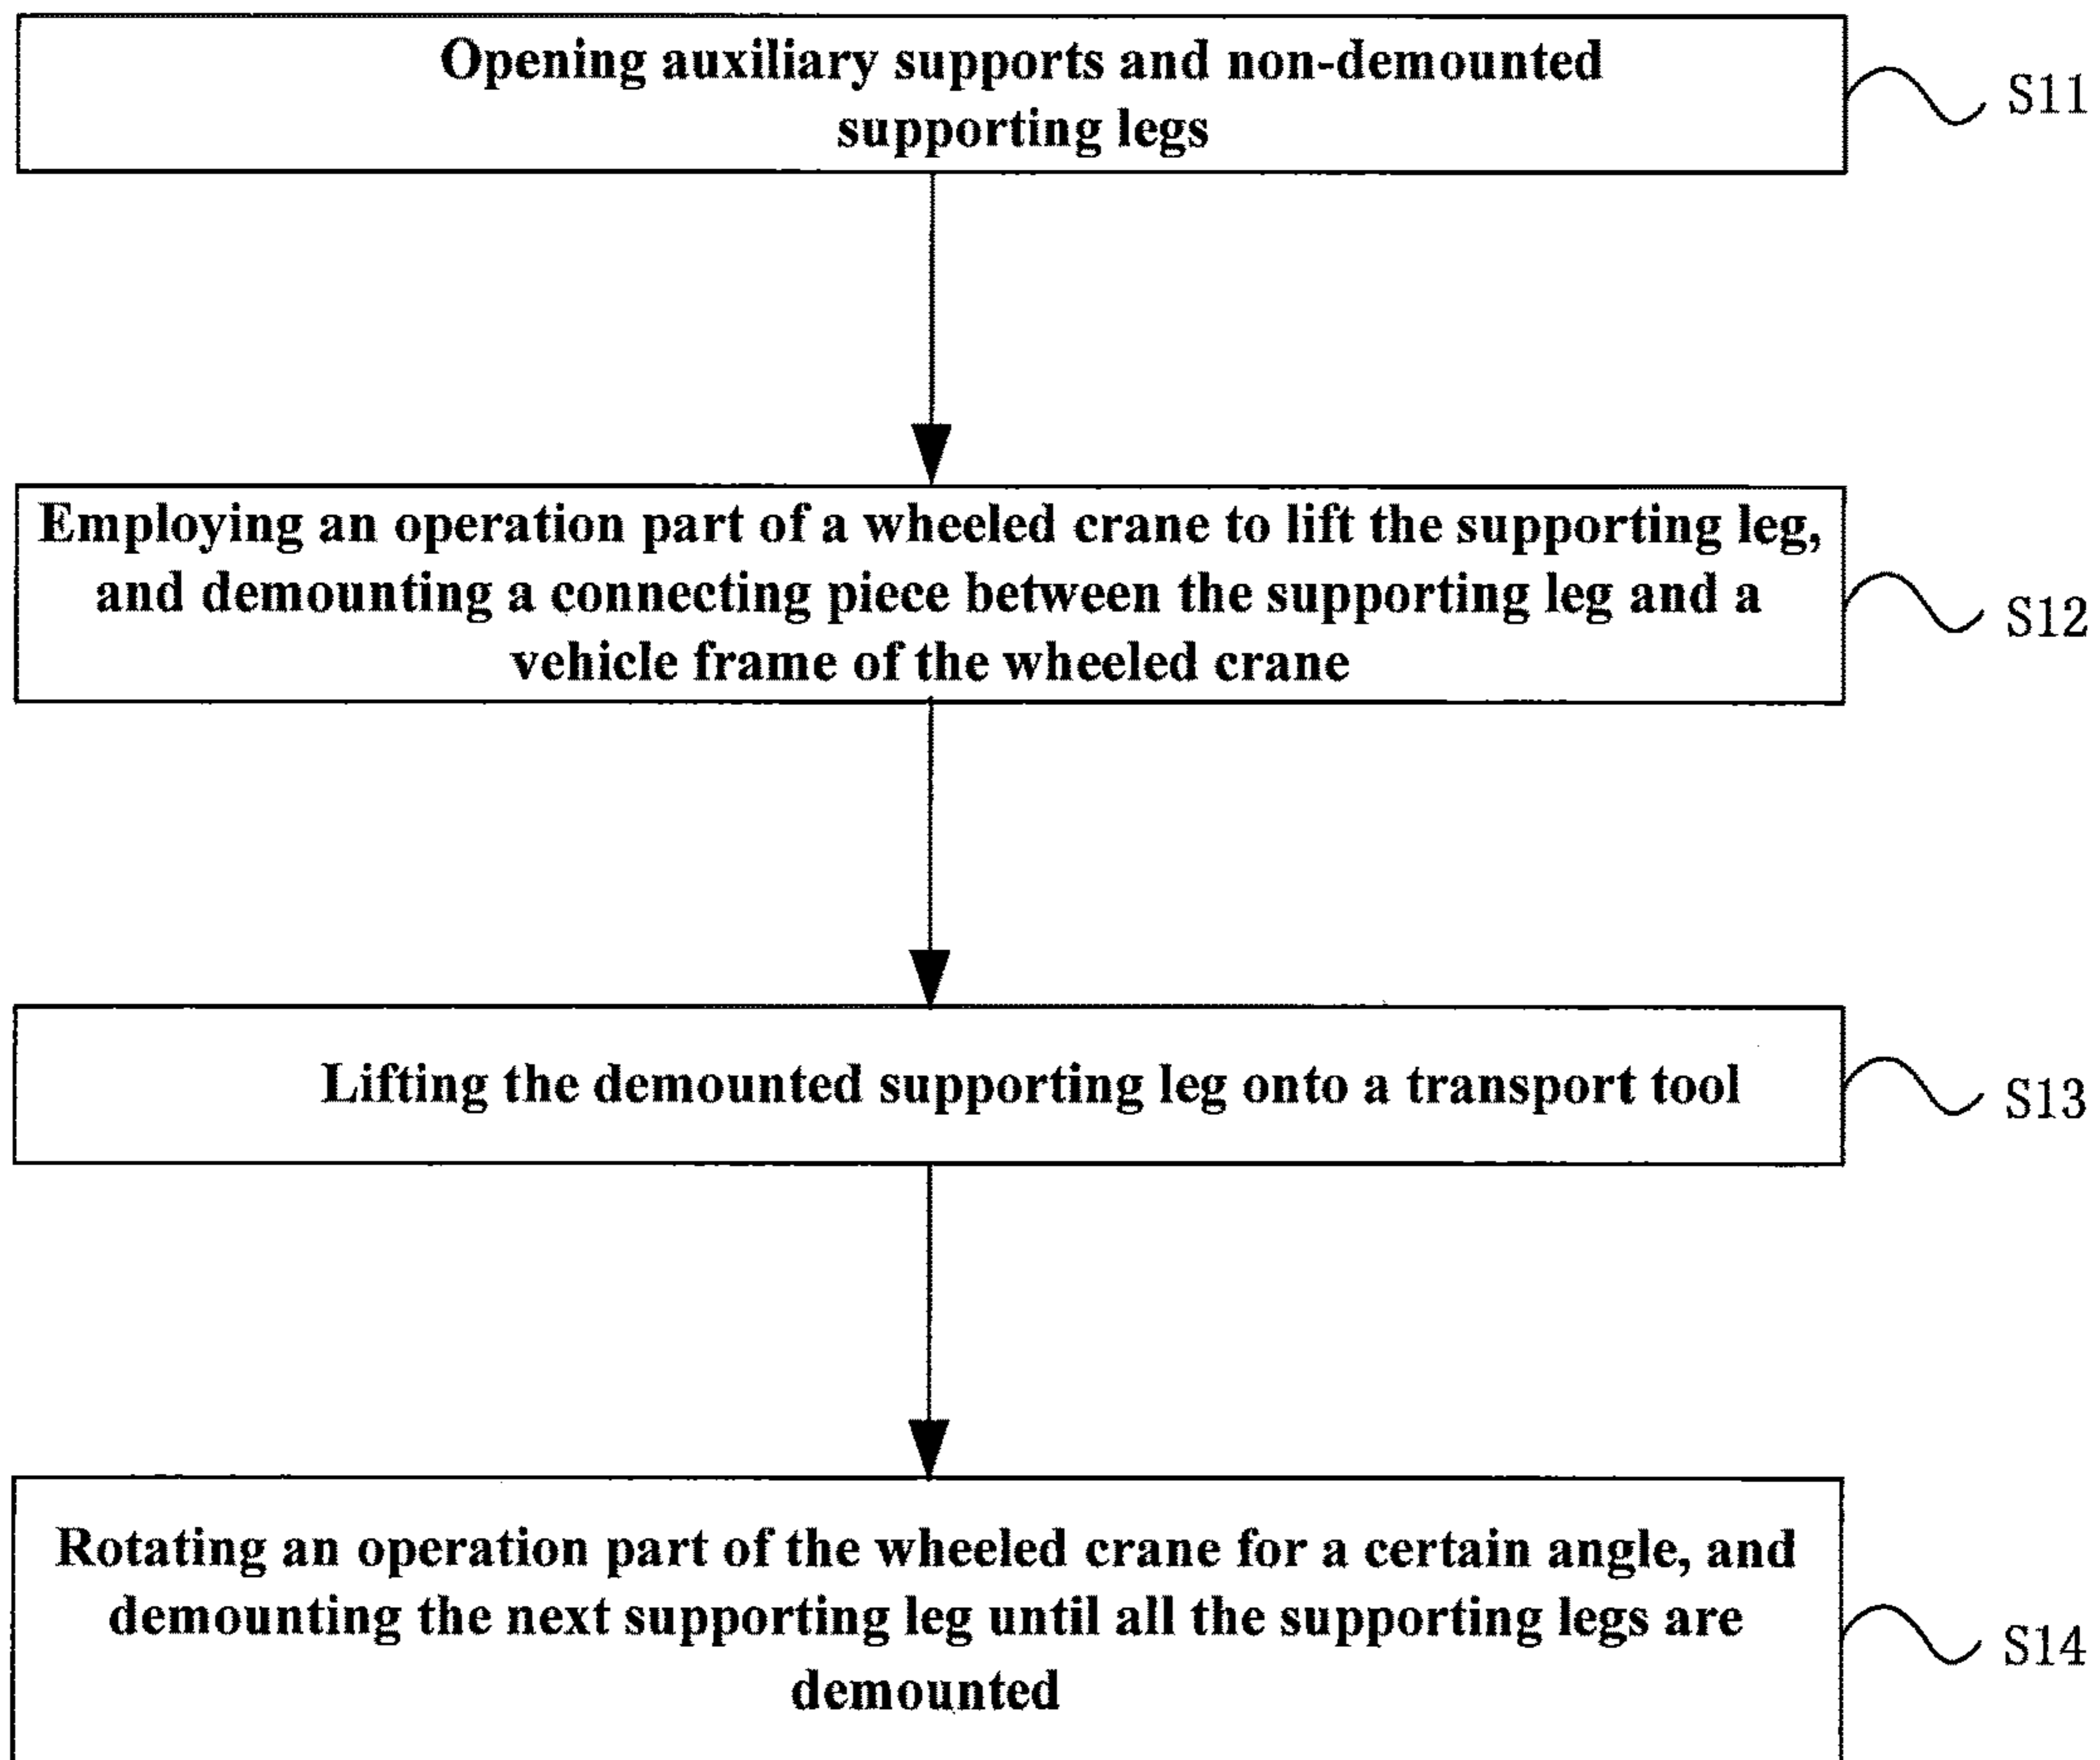 Opening auxiliary supports and non-demounted
supporting legs
S11
Employing an operation part of a wheeled crane to lift the supporting leg,
and demounting a connecting piece between the supporting leg and a
vehicle frame of the wheeled crane
S12
Lifting the demounted supporting leg onto a transport tool
S13
Rotating an operation part of the wheeled crane for a certain angle, and
demounting the next supporting leg until all the supporting legs are
demounted
S14